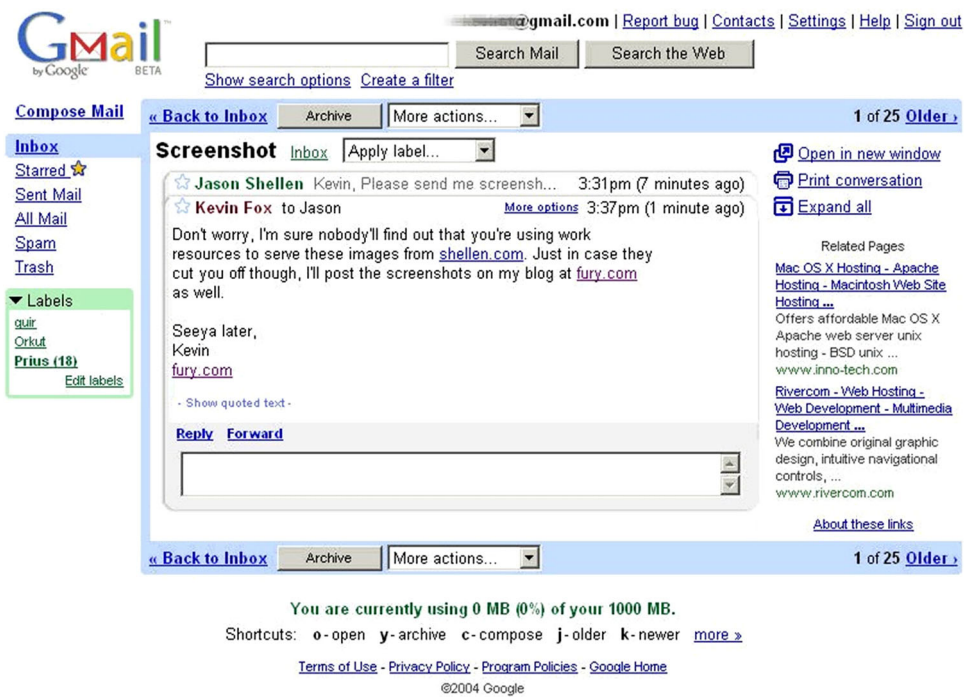 Gmail
by Google BETA
@gmail.com | Report bug | Contacts | Settings | Help | Sign out
Search Mail Search the Web
Show search options Create a filter
Compose Mail
Inbox
Starred
Sent Mail
All Mail
Spam
Trash
Labels
guir
Orkut
Prius (18)
Edit labels
« Back to Inbox Archive More actions... 1 of 25 Older ›
Screenshot Inbox Apply label...
Jason Shellen Kevin, Please send me screensh... 3:31pm (7 minutes ago)
Kevin Fox to Jason More options 3:37pm (1 minute ago)
Don't worry, I'm sure nobody'll find out that you're using work
resources to serve these images from shellen.com. Just in case they
cut you off though, I'll post the screenshots on my blog at fury.com
as well.
Seeya later,
Kevin
fury.com
- Show quoted text -
Reply Forward
Open in new window
Print conversation
Expand all
Related Pages
Mac OS X Hosting - Apache
Hosting - Macintosh Web Site
Hosting ...
Offers affordable Mac OS X
Apache web server unix
hosting - BSD unix ...
www.inno-tech.com
Rivercom - Web Hosting -
Web Development - Multimedia
Development ...
We combine original graphic
design, intuitive navigational
controls, ...
www.rivercom.com
About these links
« Back to Inbox Archive More actions... 1 of 25 Older ›
You are currently using 0 MB (0%) of your 1000 MB.
Shortcuts: o - open y - archive c - compose j - older k - newer more »
Terms of Use - Privacy Policy - Program Policies - Google Home
©2004 Google